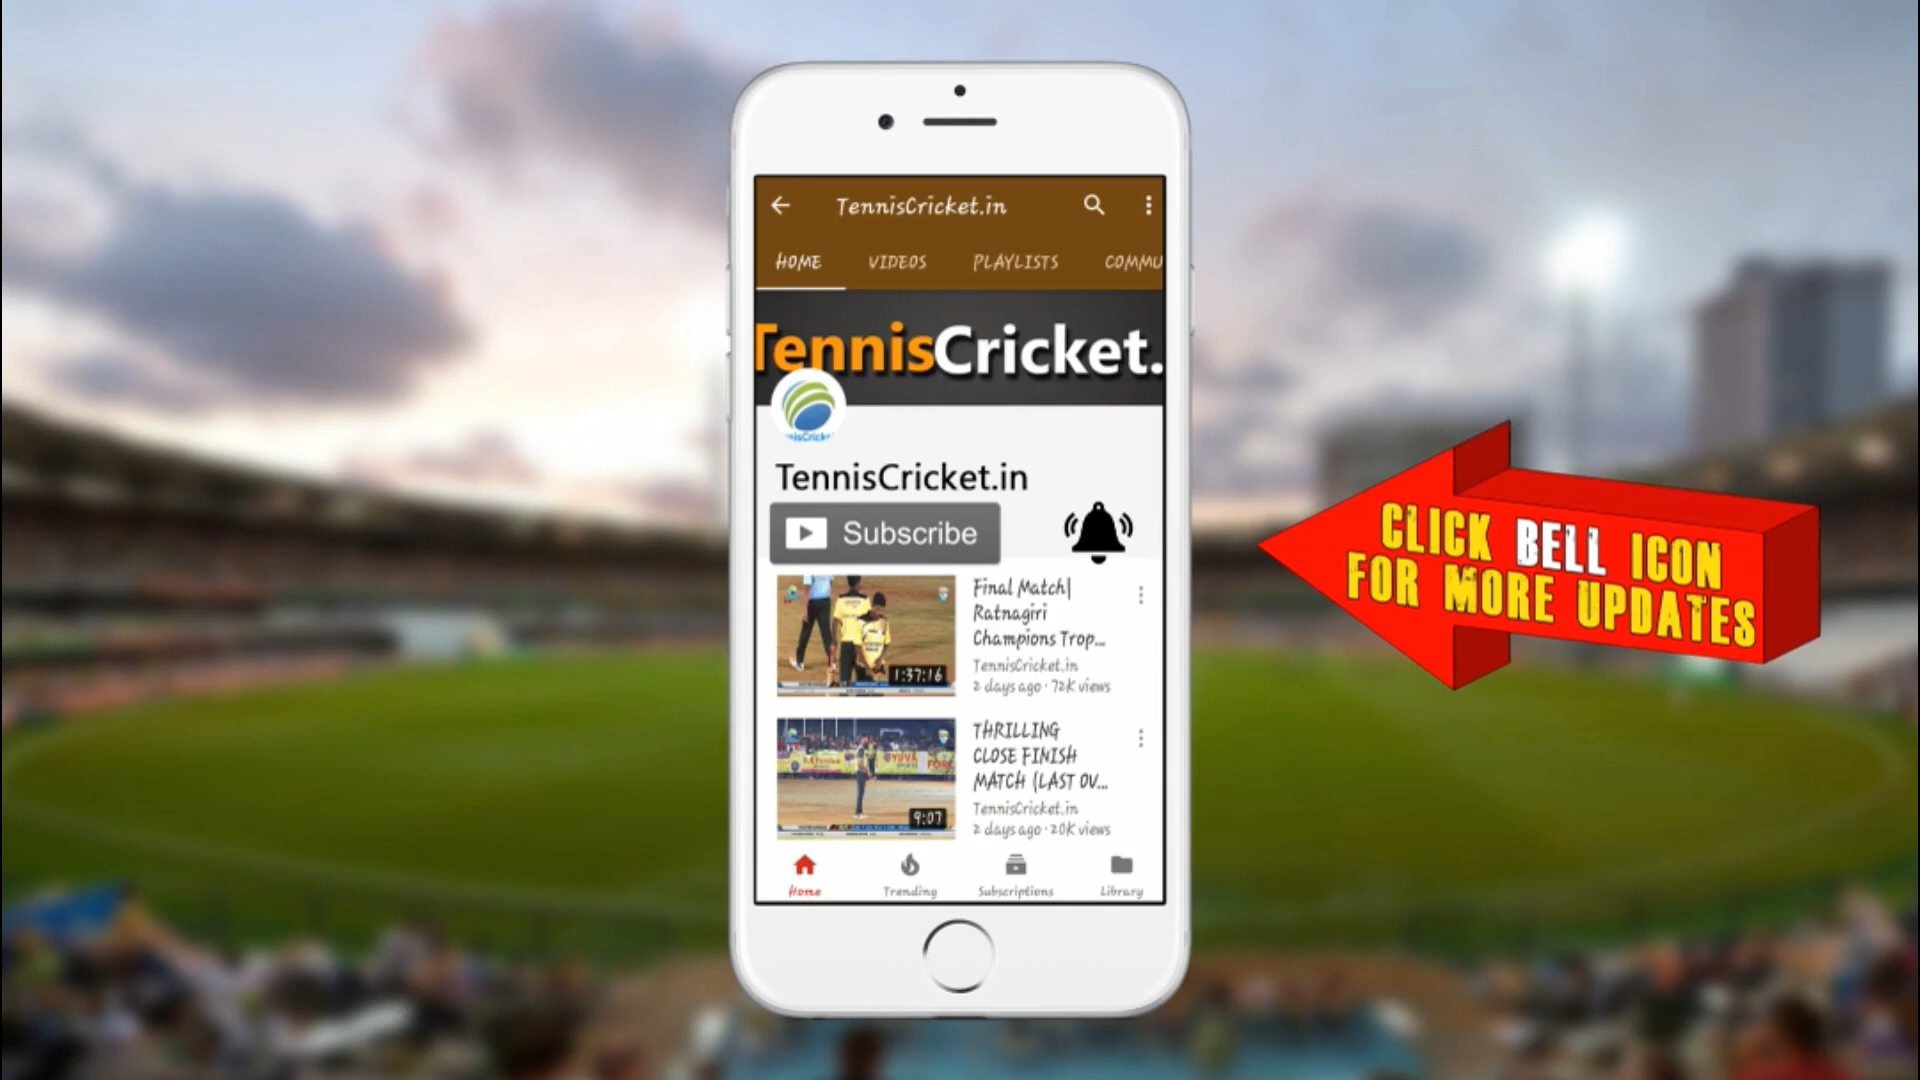 TennisCricket.in
HOME VIDEOS PLAYLISTS COMMU
TennisCricket.
TennisCricket.in
Subscribe
Final Match|
Ratnagiri
Champions Trop...
TennisCricket.in
2 days ago · 72K views
1:37:16
THRILLING
CLOSE FINISH
MATCH (LAST OV...
TennisCricket.in
2 days ago · 20K views
9:07
Home Trending Subscriptions Library
CLICK BELL ICON
FOR MORE UPDATES